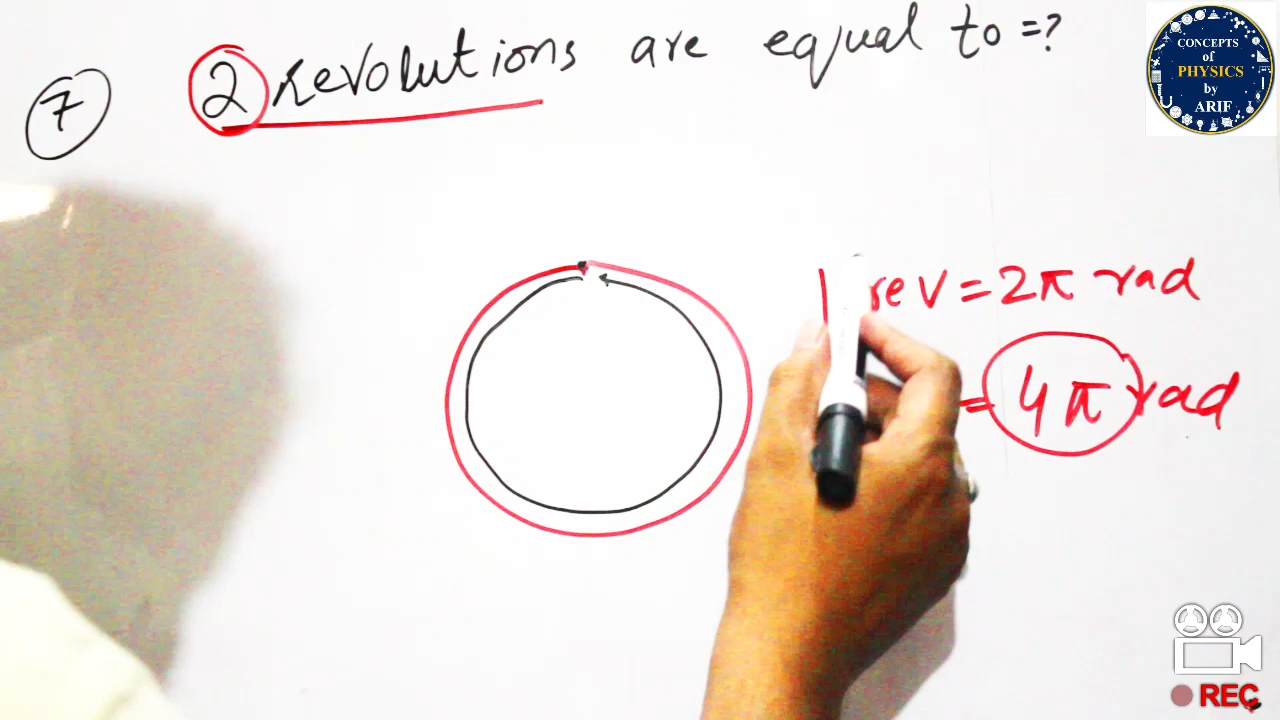 7 2 revolutions are equal to =?
CONCEPTS
of
PHYSICS
by
ARIF
1 rev = 2π rad
= 4π rad
REC